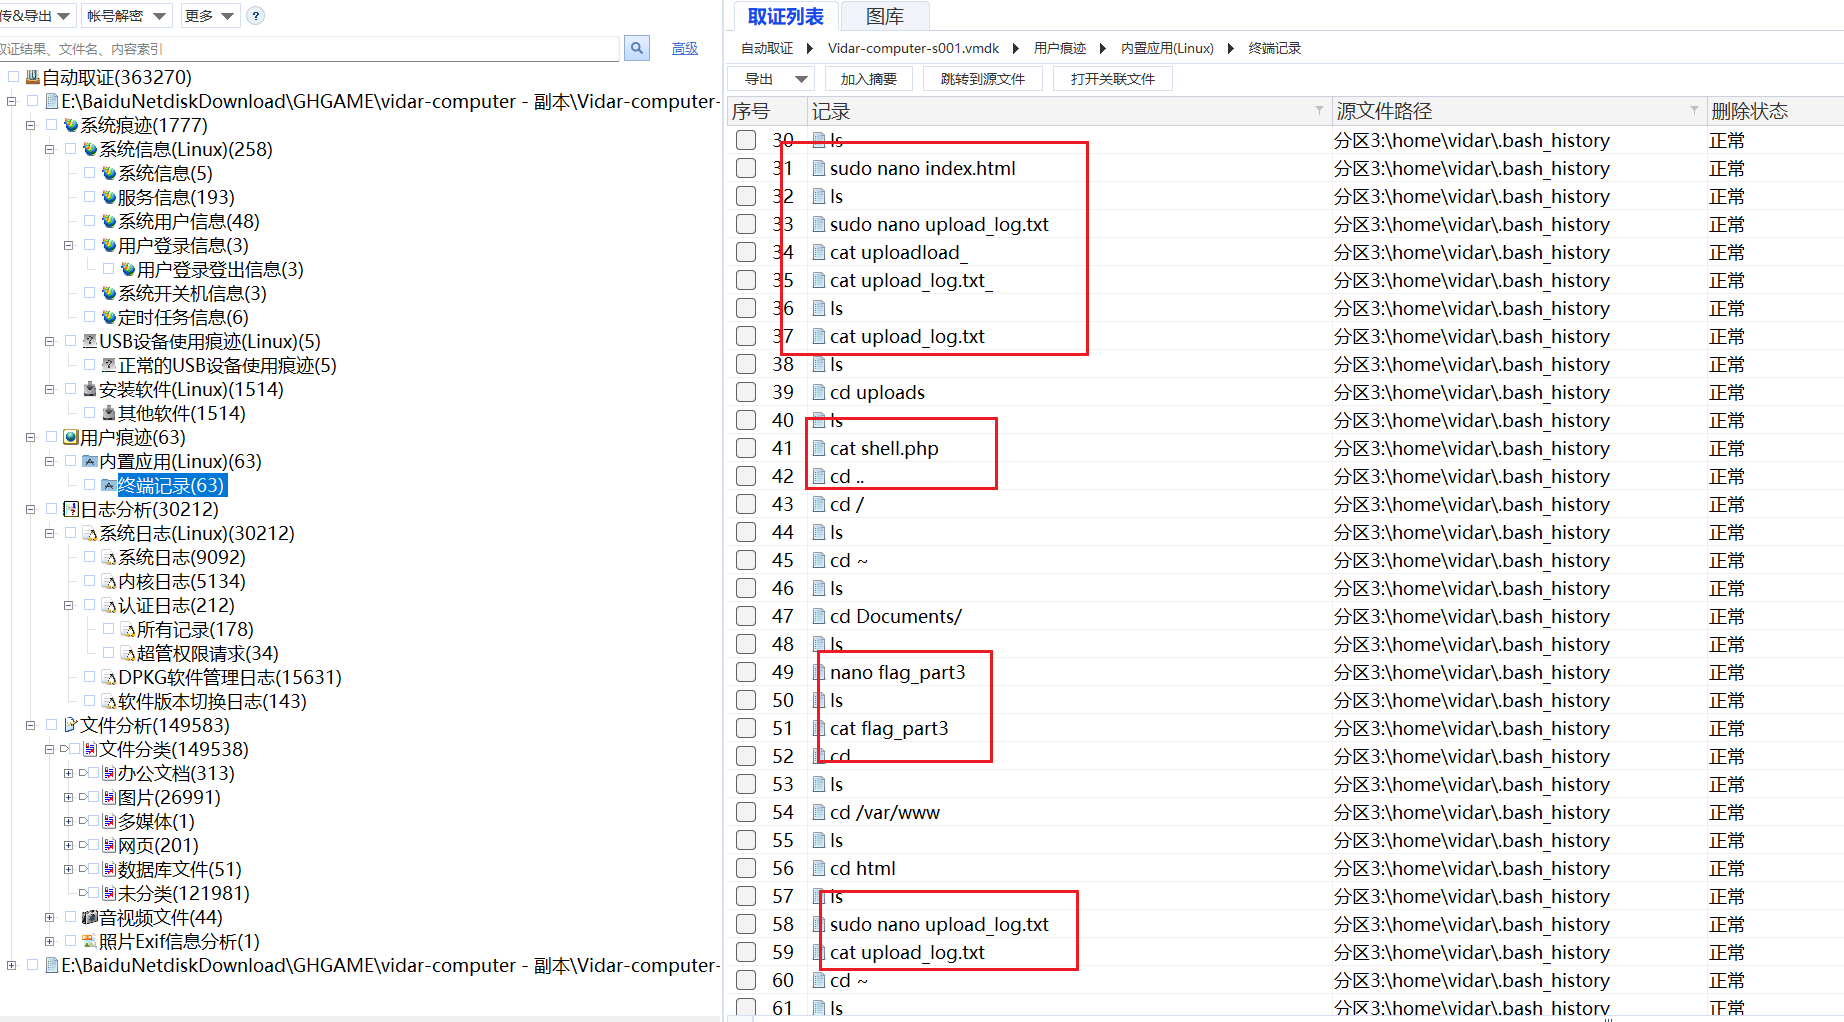 传&导出 帐号解密 更多 ?
取证结果、文件名、内容索引 高级
自动取证(363270)
E:\BaiduNetdiskDownload\GHGAME\vidar-computer - 副本\Vidar-computer-
系统痕迹(1777)
系统信息(Linux)(258)
系统信息(5)
服务信息(193)
系统用户信息(48)
用户登录信息(3)
用户登录登出信息(3)
系统开关机信息(3)
定时任务信息(6)
USB设备使用痕迹(Linux)(5)
正常的USB设备使用痕迹(5)
安装软件(Linux)(1514)
其他软件(1514)
用户痕迹(63)
内置应用(Linux)(63)
终端记录(63)
日志分析(30212)
系统日志(Linux)(30212)
系统日志(9092)
内核日志(5134)
认证日志(212)
所有记录(178)
超管权限请求(34)
DPKG软件管理日志(15631)
软件版本切换日志(143)
文件分析(149583)
文件分类(149538)
办公文档(313)
图片(26991)
多媒体(1)
网页(201)
数据库文件(51)
未分类(121981)
音视频文件(44)
照片Exif信息分析(1)
E:\BaiduNetdiskDownload\GHGAME\vidar-computer - 副本\Vidar-computer-
取证列表 图库
自动取证 Vidar-computer-s001.vmdk 用户痕迹 内置应用(Linux) 终端记录
导出 加入摘要 跳转到源文件 打开关联文件
序号 记录 源文件路径 删除状态
30 ls 分区3:\home\vidar\.bash_history 正常
31 sudo nano index.html 分区3:\home\vidar\.bash_history 正常
32 ls 分区3:\home\vidar\.bash_history 正常
33 sudo nano upload_log.txt 分区3:\home\vidar\.bash_history 正常
34 cat uploadload_ 分区3:\home\vidar\.bash_history 正常
35 cat upload_log.txt_ 分区3:\home\vidar\.bash_history 正常
36 ls 分区3:\home\vidar\.bash_history 正常
37 cat upload_log.txt 分区3:\home\vidar\.bash_history 正常
38 ls 分区3:\home\vidar\.bash_history 正常
39 cd uploads 分区3:\home\vidar\.bash_history 正常
40 ls 分区3:\home\vidar\.bash_history 正常
41 cat shell.php 分区3:\home\vidar\.bash_history 正常
42 cd .. 分区3:\home\vidar\.bash_history 正常
43 cd / 分区3:\home\vidar\.bash_history 正常
44 ls 分区3:\home\vidar\.bash_history 正常
45 cd ~ 分区3:\home\vidar\.bash_history 正常
46 ls 分区3:\home\vidar\.bash_history 正常
47 cd Documents/ 分区3:\home\vidar\.bash_history 正常
48 ls 分区3:\home\vidar\.bash_history 正常
49 nano flag_part3 分区3:\home\vidar\.bash_history 正常
50 ls 分区3:\home\vidar\.bash_history 正常
51 cat flag_part3 分区3:\home\vidar\.bash_history 正常
52 cd 分区3:\home\vidar\.bash_history 正常
53 ls 分区3:\home\vidar\.bash_history 正常
54 cd /var/www 分区3:\home\vidar\.bash_history 正常
55 ls 分区3:\home\vidar\.bash_history 正常
56 cd html 分区3:\home\vidar\.bash_history 正常
57 ls 分区3:\home\vidar\.bash_history 正常
58 sudo nano upload_log.txt 分区3:\home\vidar\.bash_history 正常
59 cat upload_log.txt 分区3:\home\vidar\.bash_history 正常
60 cd ~ 分区3:\home\vidar\.bash_history 正常
61 ls 分区3:\home\vidar\.bash_history 正常